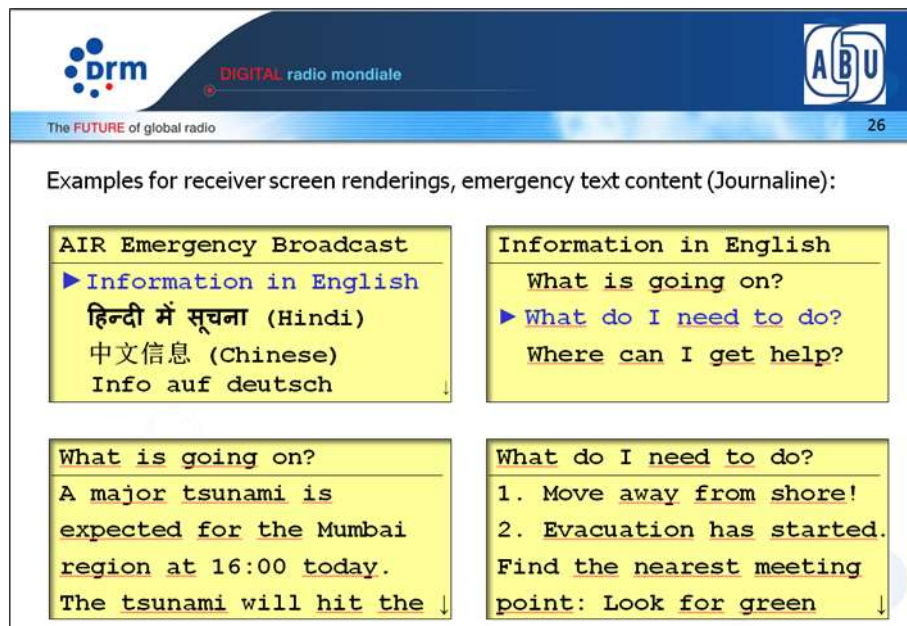 Drm
DIGITAL radio mondiale
ABU
The FUTURE of global radio
26
Examples for receiver screen renderings, emergency text content (Journaline):
AIR Emergency Broadcast
►Information in English
हिन्दी में सूचना (Hindi)
中文信息 (Chinese)
Info auf deutsch ↓
Information in English
What is going on?
► What do I need to do?
Where can I get help?
What is going on?
A major tsunami is
expected for the Mumbai
region at 16:00 today.
The tsunami will hit the ↓
What do I need to do?
1. Move away from shore!
2. Evacuation has started.
Find the nearest meeting
point: Look for green ↓